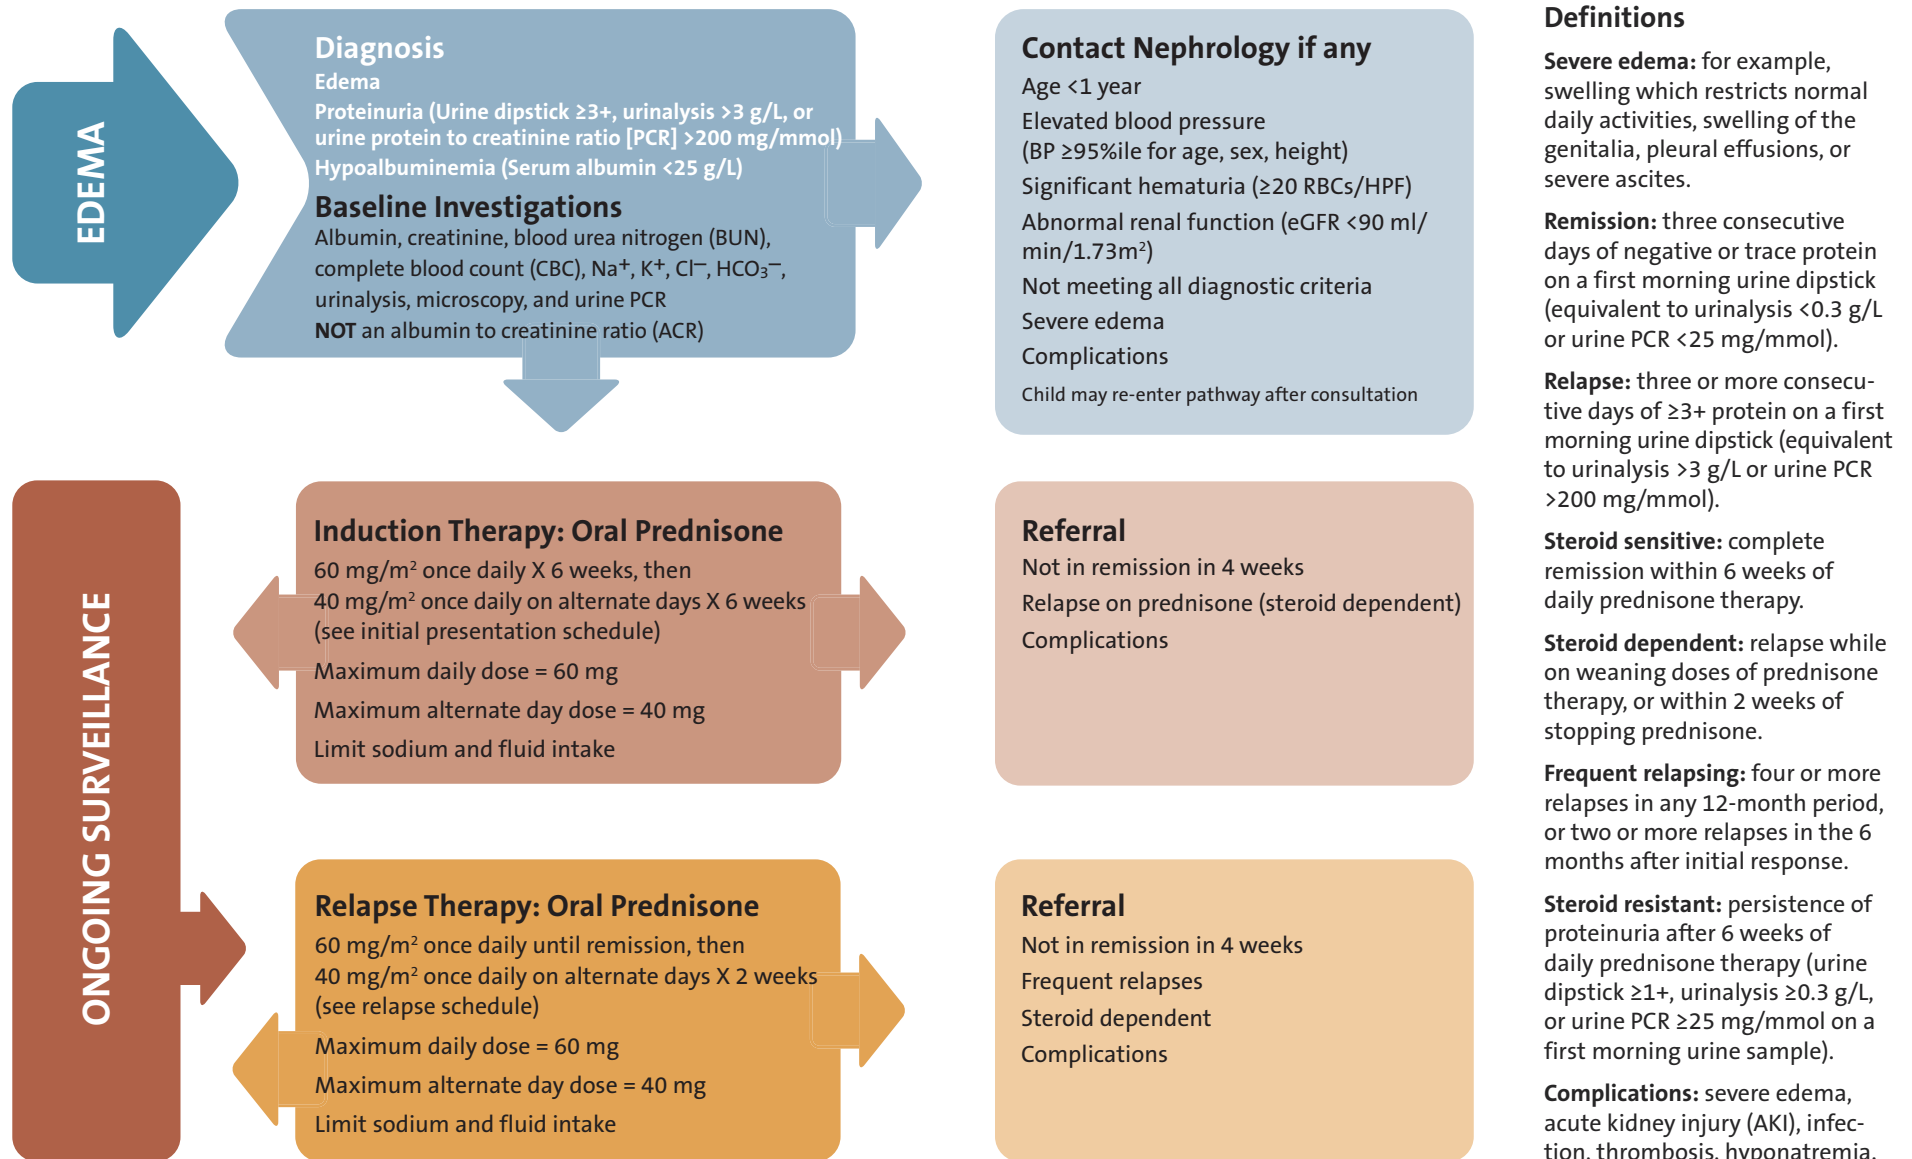 EDEMA
Diagnosis
Edema
Proteinuria (Urine dipstick ≥3+, urinalysis >3 g/L, or
urine protein to creatinine ratio [PCR] >200 mg/mmol)
Hypoalbuminemia (Serum albumin <25 g/L)
Baseline Investigations
Albumin, creatinine, blood urea nitrogen (BUN),
complete blood count (CBC), Na⁺, K⁺, Cl⁻, HCO₃⁻,
urinalysis, microscopy, and urine PCR
NOT an albumin to creatinine ratio (ACR)
Contact Nephrology if any
Age <1 year
Elevated blood pressure
(BP ≥95%ile for age, sex, height)
Significant hematuria (≥20 RBCs/HPF)
Abnormal renal function (eGFR <90 ml/
min/1.73m²)
Not meeting all diagnostic criteria
Severe edema
Complications
Child may re-enter pathway after consultation
ONGOING SURVEILLANCE
Induction Therapy: Oral Prednisone
60 mg/m² once daily X 6 weeks, then
40 mg/m² once daily on alternate days X 6 weeks
(see initial presentation schedule)
Maximum daily dose = 60 mg
Maximum alternate day dose = 40 mg
Limit sodium and fluid intake
Referral
Not in remission in 4 weeks
Relapse on prednisone (steroid dependent)
Complications
Relapse Therapy: Oral Prednisone
60 mg/m² once daily until remission, then
40 mg/m² once daily on alternate days X 2 weeks
(see relapse schedule)
Maximum daily dose = 60 mg
Maximum alternate day dose = 40 mg
Limit sodium and fluid intake
Referral
Not in remission in 4 weeks
Frequent relapses
Steroid dependent
Complications
Definitions
Severe edema: for example,
swelling which restricts normal
daily activities, swelling of the
genitalia, pleural effusions, or
severe ascites.
Remission: three consecutive
days of negative or trace protein
on a first morning urine dipstick
(equivalent to urinalysis <0.3 g/L
or urine PCR <25 mg/mmol).
Relapse: three or more consecu-
tive days of ≥3+ protein on a first
morning urine dipstick (equivalent
to urinalysis >3 g/L or urine PCR
>200 mg/mmol).
Steroid sensitive: complete
remission within 6 weeks of
daily prednisone therapy.
Steroid dependent: relapse while
on weaning doses of prednisone
therapy, or within 2 weeks of
stopping prednisone.
Frequent relapsing: four or more
relapses in any 12-month period,
or two or more relapses in the 6
months after initial response.
Steroid resistant: persistence of
proteinuria after 6 weeks of
daily prednisone therapy (urine
dipstick ≥1+, urinalysis ≥0.3 g/L,
or urine PCR ≥25 mg/mmol on a
first morning urine sample).
Complications: severe edema,
acute kidney injury (AKI), infec-
tion, thrombosis, hyponatremia,